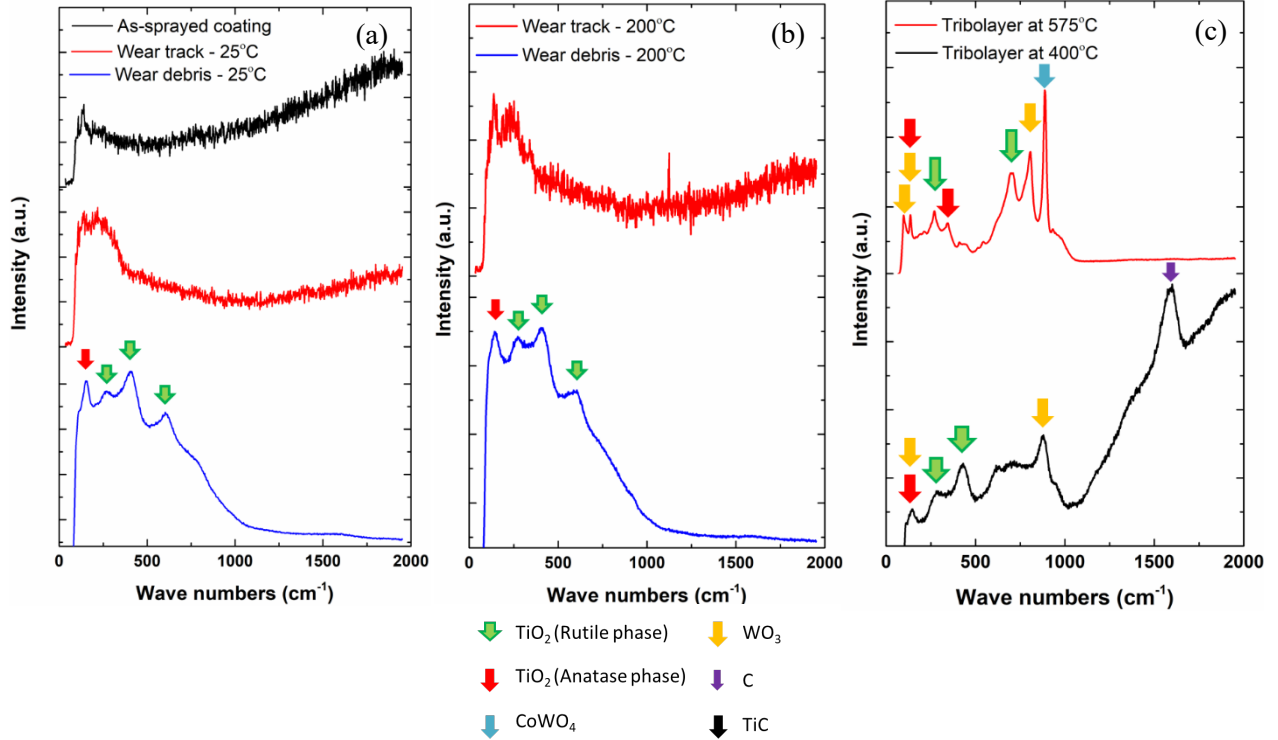 (a)
As-sprayed coating
Wear track - 25°C
Wear debris - 25°C
Intensity (a.u.)
0 500 1000 1500 2000
Wave numbers (cm⁻¹)
(b)
Wear track - 200°C
Wear debris - 200°C
Intensity (a.u.)
0 500 1000 1500 2000
Wave numbers (cm⁻¹)
(c)
Tribolayer at 575°C
Tribolayer at 400°C
Intensity (a.u.)
0 500 1000 1500 2000
Wave numbers (cm⁻¹)
TiO₂ (Rutile phase)
TiO₂ (Anatase phase)
CoWO₄
WO₃
C
TiC